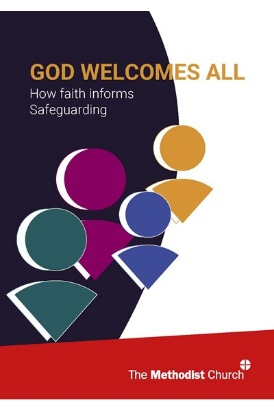 GOD WELCOMES ALL
How faith informs
Safeguarding
The Methodist Church